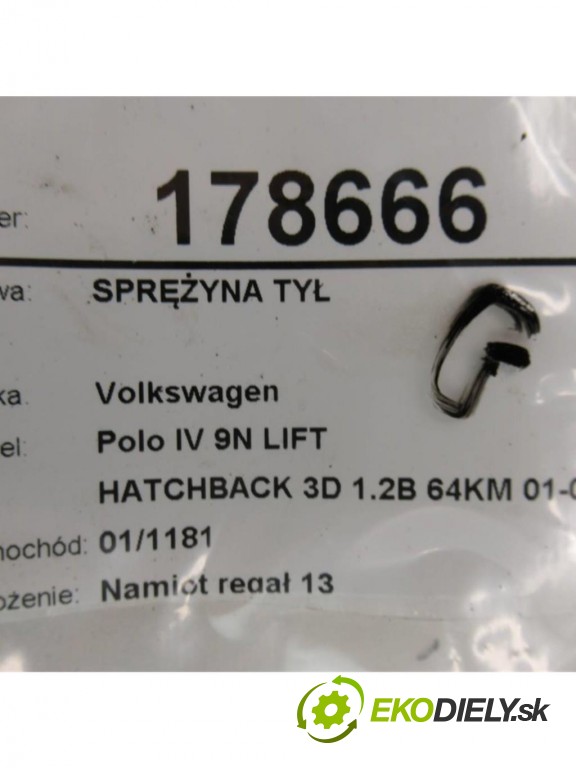 er: 178666
wa: SPRĘŻYNA TYŁ
ka: Volkswagen
el: Polo IV 9N LIFT
HATCHBACK 3D 1.2B 64KM 01-0
nochód: 01/1181
ożenie: Namiot regał 13
EKODIELY.sk